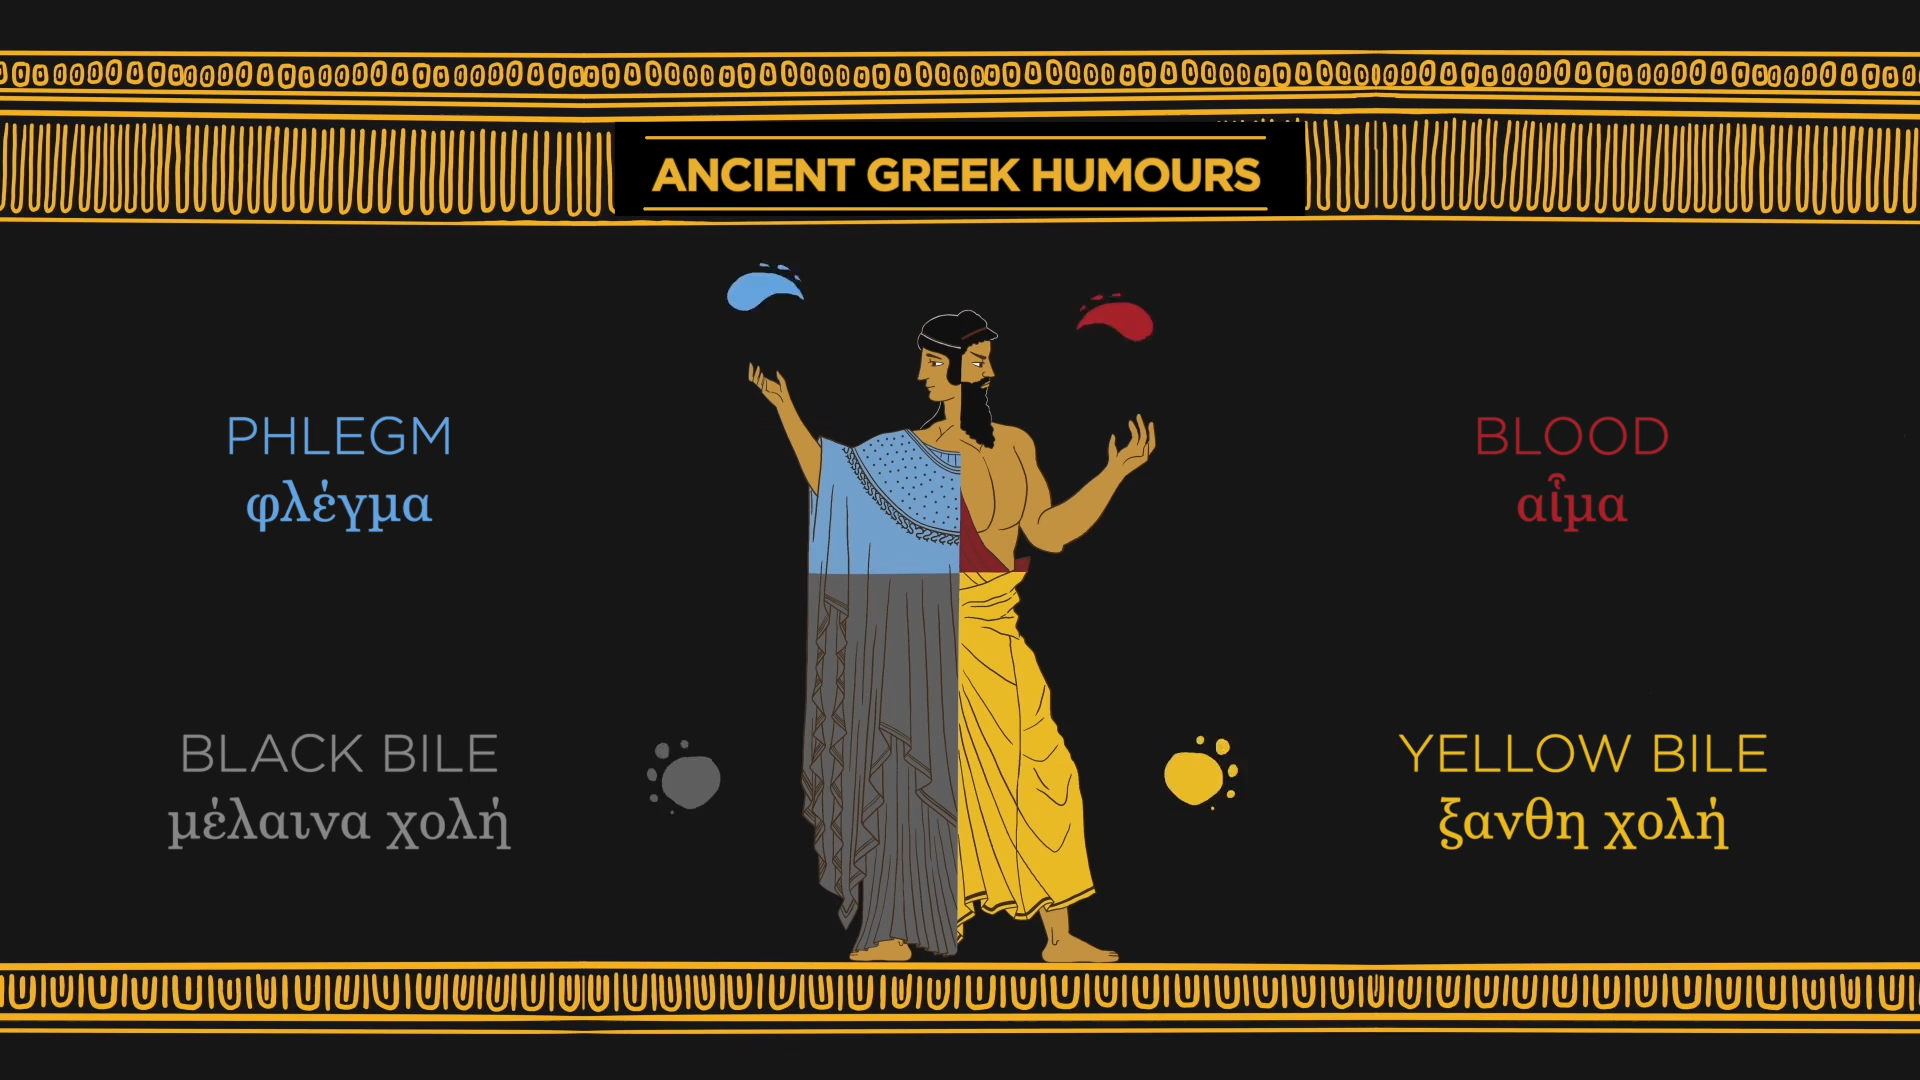 ANCIENT GREEK HUMOURS
PHLEGM
φλέγμα
BLOOD
αἷμα
BLACK BILE
μέλαινα χολή
YELLOW BILE
ξανθη χολή